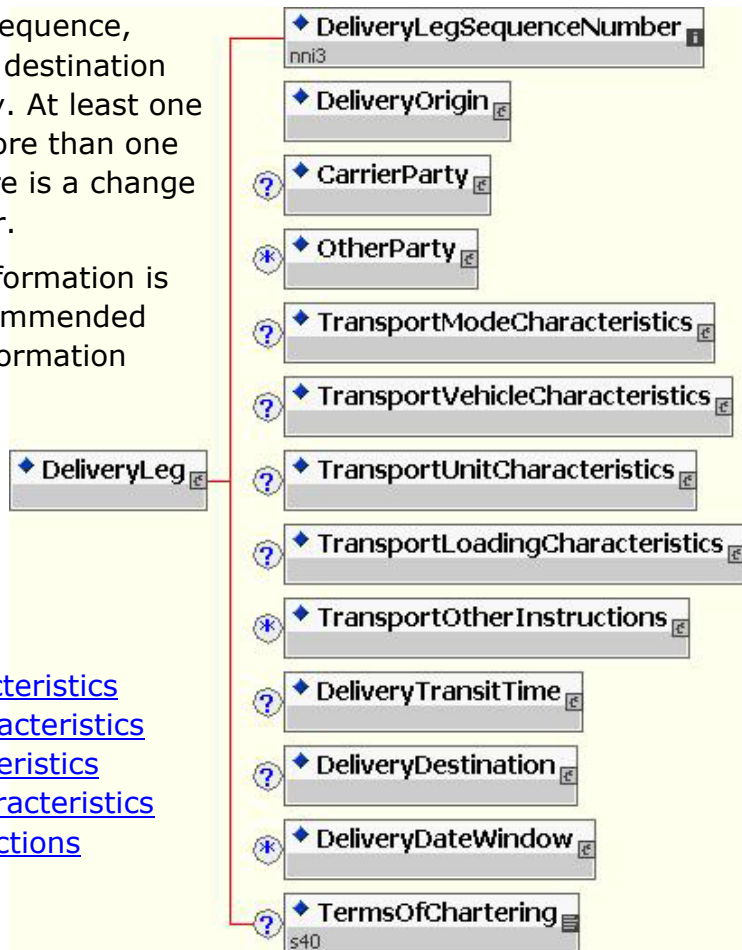 equence,
destination
y. At least one
ore than one
re is a change
r.
formation is
mmended
ormation
cteristics
acteristics
eristics
racteristics
ctions
DeliveryLeg
DeliveryLegSequenceNumber
nni3
DeliveryOrigin
? CarrierParty
* OtherParty
? TransportModeCharacteristics
? TransportVehicleCharacteristics
? TransportUnitCharacteristics
? TransportLoadingCharacteristics
* TransportOtherInstructions
? DeliveryTransitTime
? DeliveryDestination
* DeliveryDateWindow
? TermsOfChartering
s40